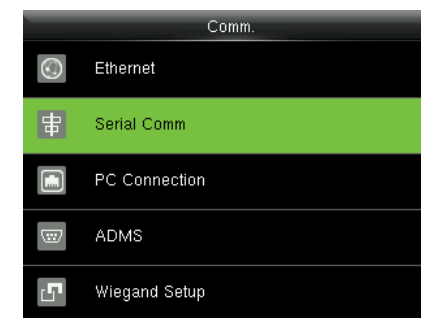 Comm.
Ethernet
Serial Comm
PC Connection
ADMS
Wiegand Setup